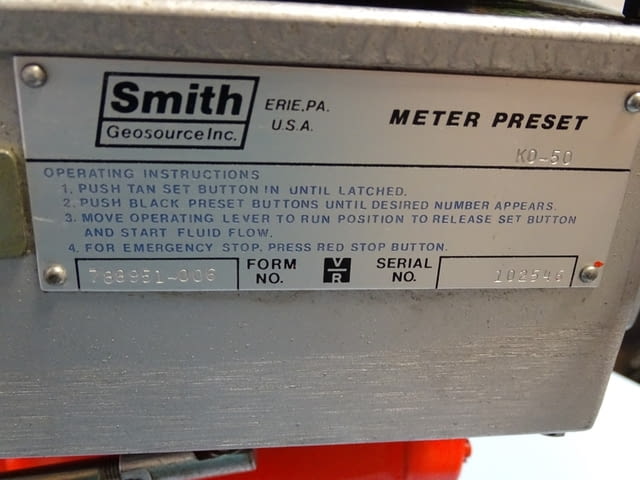 Smith
Geosource Inc.
ERIE, PA.
U.S.A.
METER PRESET
KO-50
OPERATING INSTRUCTIONS
1. PUSH TAN SET BUTTON IN UNTIL LATCHED.
2. PUSH BLACK PRESET BUTTONS UNTIL DESIRED NUMBER APPEARS.
3. MOVE OPERATING LEVER TO RUN POSITION TO RELEASE SET BUTTON
AND START FLUID FLOW.
4. FOR EMERGENCY STOP, PRESS RED STOP BUTTON.
FORM
NO.
V/R
SERIAL
NO.
102546